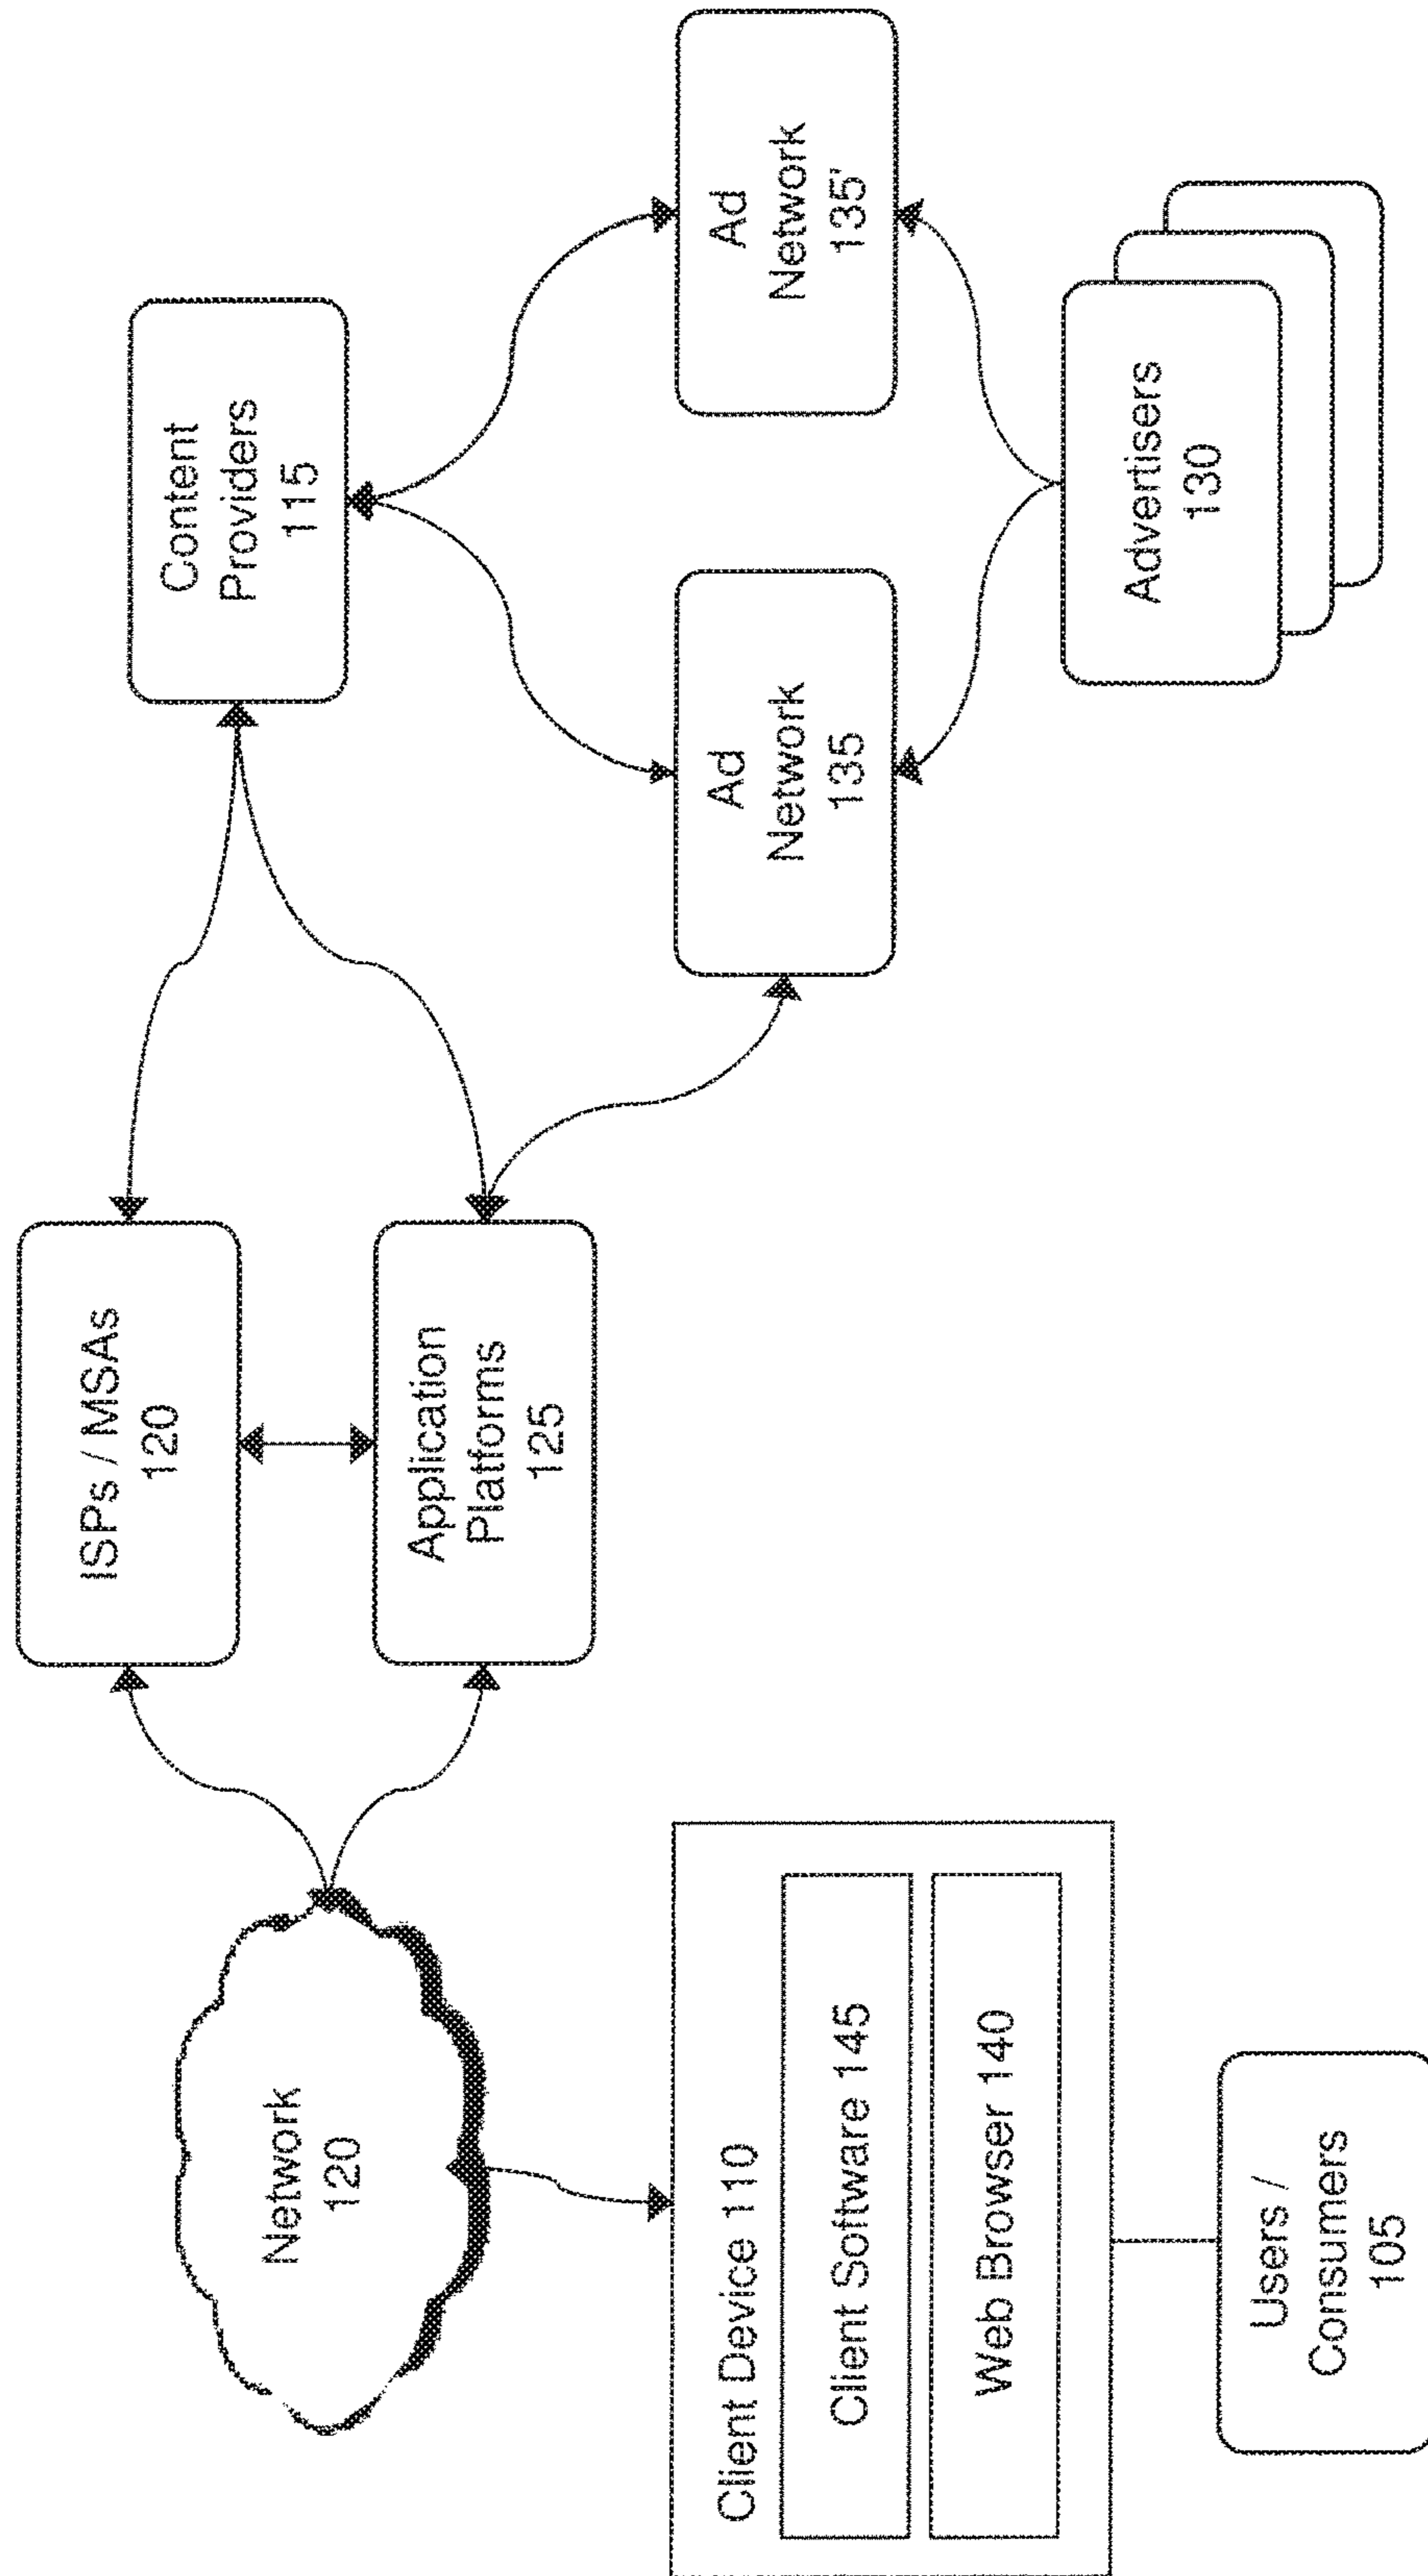 Network
120
ISPs / MSAs
120
Application
Platforms
125
Content
Providers
115
Client Device 110
Client Software 145
Web Browser 140
Users /
Consumers
105
Ad
Network
135
Ad
Network
135'
Advertisers
130